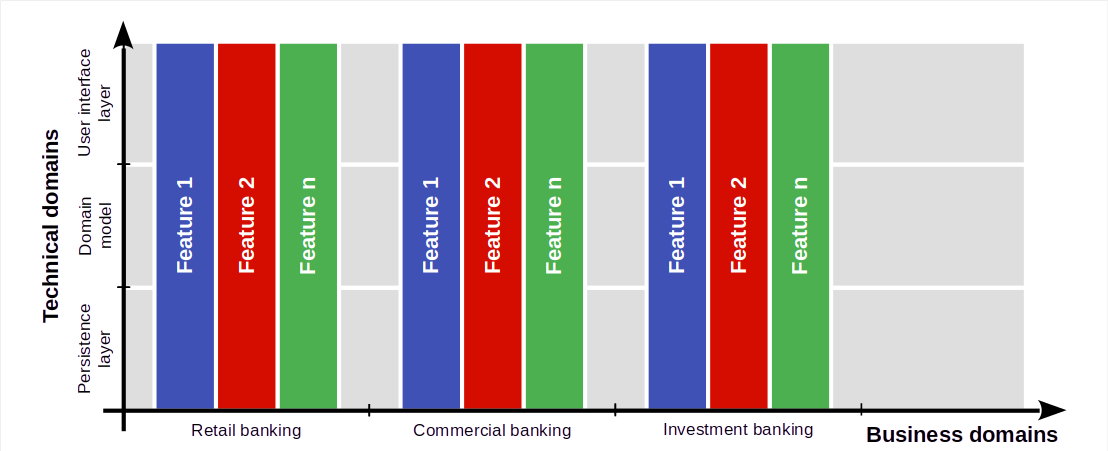 Technical domains
User interface
layer
Domain
model
Persistence
layer
Feature 1
Feature 2
Feature n
Feature 1
Feature 2
Feature n
Feature 1
Feature 2
Feature n
Retail banking
Commercial banking
Investment banking
Business domains